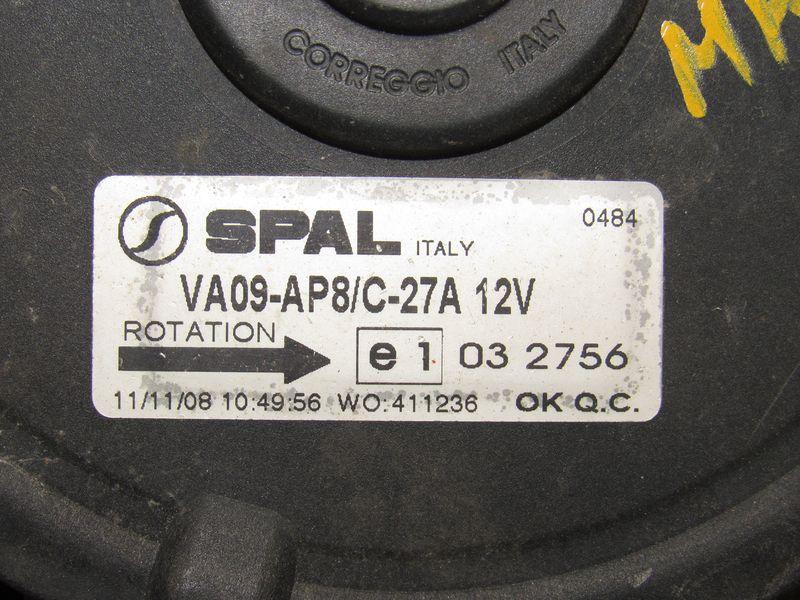 CORREGGIO ITALY
SPAL ITALY 0484
VA09-AP8/C-27A 12V
ROTATION
e1 03 2756
11/11/08 10:49:56 WO:411236 OK Q.C.